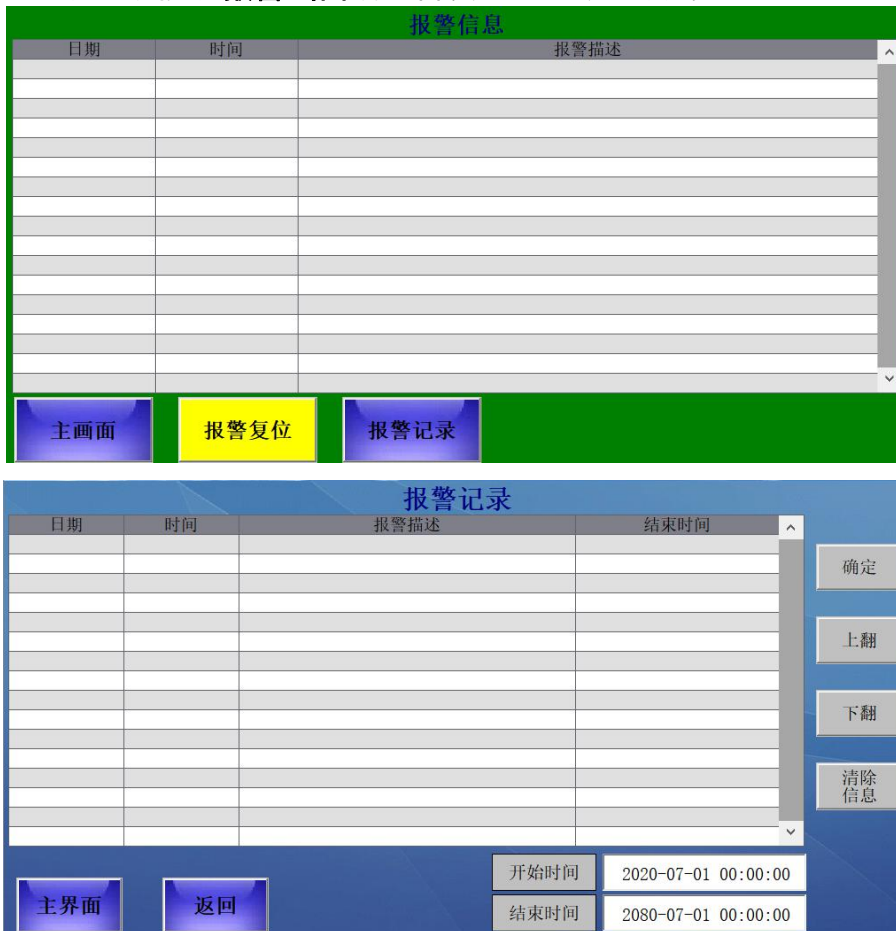 报警信息
日期 时间 报警描述
主画面 报警复位 报警记录
报警记录
日期 时间 报警描述 结束时间
确定
上翻
下翻
清除
信息
开始时间 2020-07-01 00:00:00
主界面 返回
结束时间 2080-07-01 00:00:00